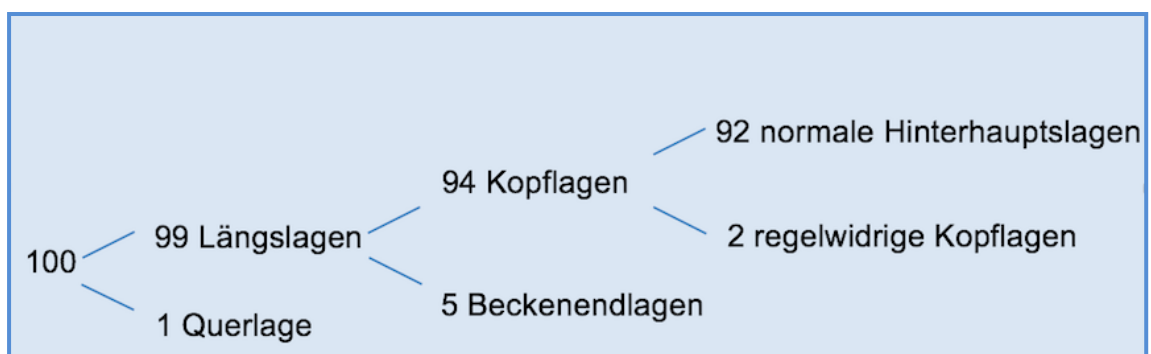 92 normale Hinterhauptslagen
94 Kopflagen
99 Längslagen
2 regelwidrige Kopflagen
100
5 Beckenendlagen
1 Querlage